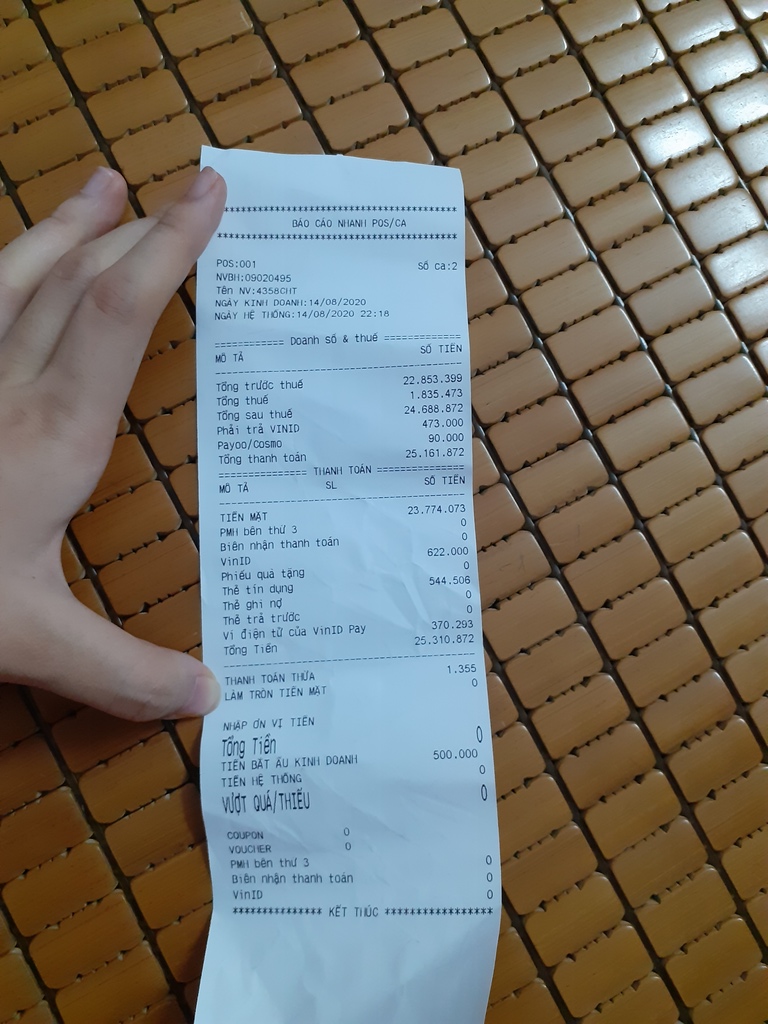 ******************************************
BÁO CÁO NHANH POS/CA
******************************************
POS:001 Số ca:2
NVBH:09020495
Tên NV:4358CHT
NGÀY KINH DOANH:14/08/2020
NGÀY HỆ THỐNG:14/08/2020 22:18
============ Doanh số & thuế =============
MÔ TẢ SỐ TIỀN
------------------------------------------
Tổng trước thuế 22.853.399
Tổng thuế 1.835.473
Tổng sau thuế 24.688.872
Phải trả VINID 473.000
Payoo/Cosmo 90.000
Tổng thanh toán 25.161.872
=============== THANH TOÁN ===============
MÔ TẢ SL SỐ TIỀN
------------------------------------------
TIỀN MẶT 23.774.073
PMH bên thứ 3 0
Biên nhận thanh toán 0
VinID 622.000
Phiếu quà tặng 0
Thẻ tín dụng 544.506
Thẻ ghi nợ 0
Thẻ trả trước 0
Ví điện tử của VinID Pay 370.293
Tổng Tiền 25.310.872
------------------------------------------
THANH TOÁN THỪA 1.355
LÀM TRÒN TIỀN MẶT 0
NHẬP ƠN VỊ TIỀN
Tổng Tiền 0
TIỀN BẮT ẦU KINH DOANH 500.000
TIỀN HỆ THỐNG 0
VƯỢT QUÁ/THIẾU 0
COUPON 0
VOUCHER 0
PMH bên thứ 3 0
Biên nhận thanh toán 0
VinID 0
**************** KẾT THÚC *******************